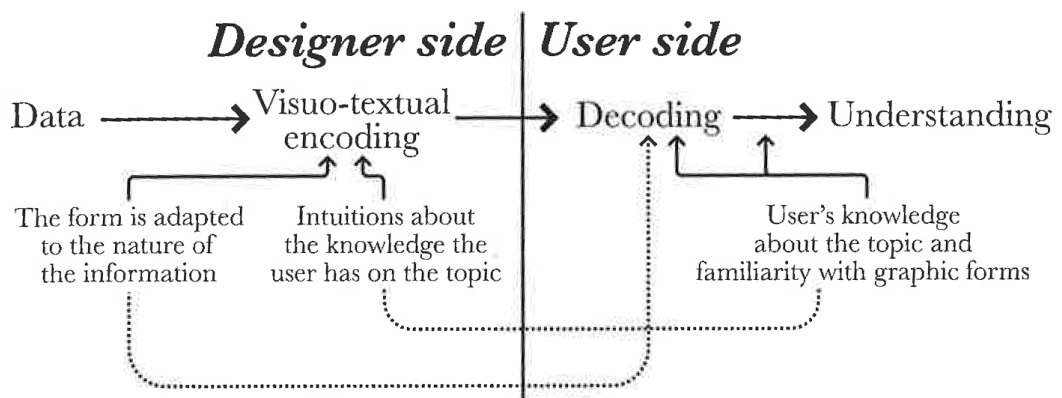 Designer side
User side
Data
Visuo-textual
encoding
Decoding
Understanding
The form is adapted
to the nature of
the information
Intuitions about
the knowledge the
user has on the topic
User's knowledge
about the topic and
familiarity with graphic forms